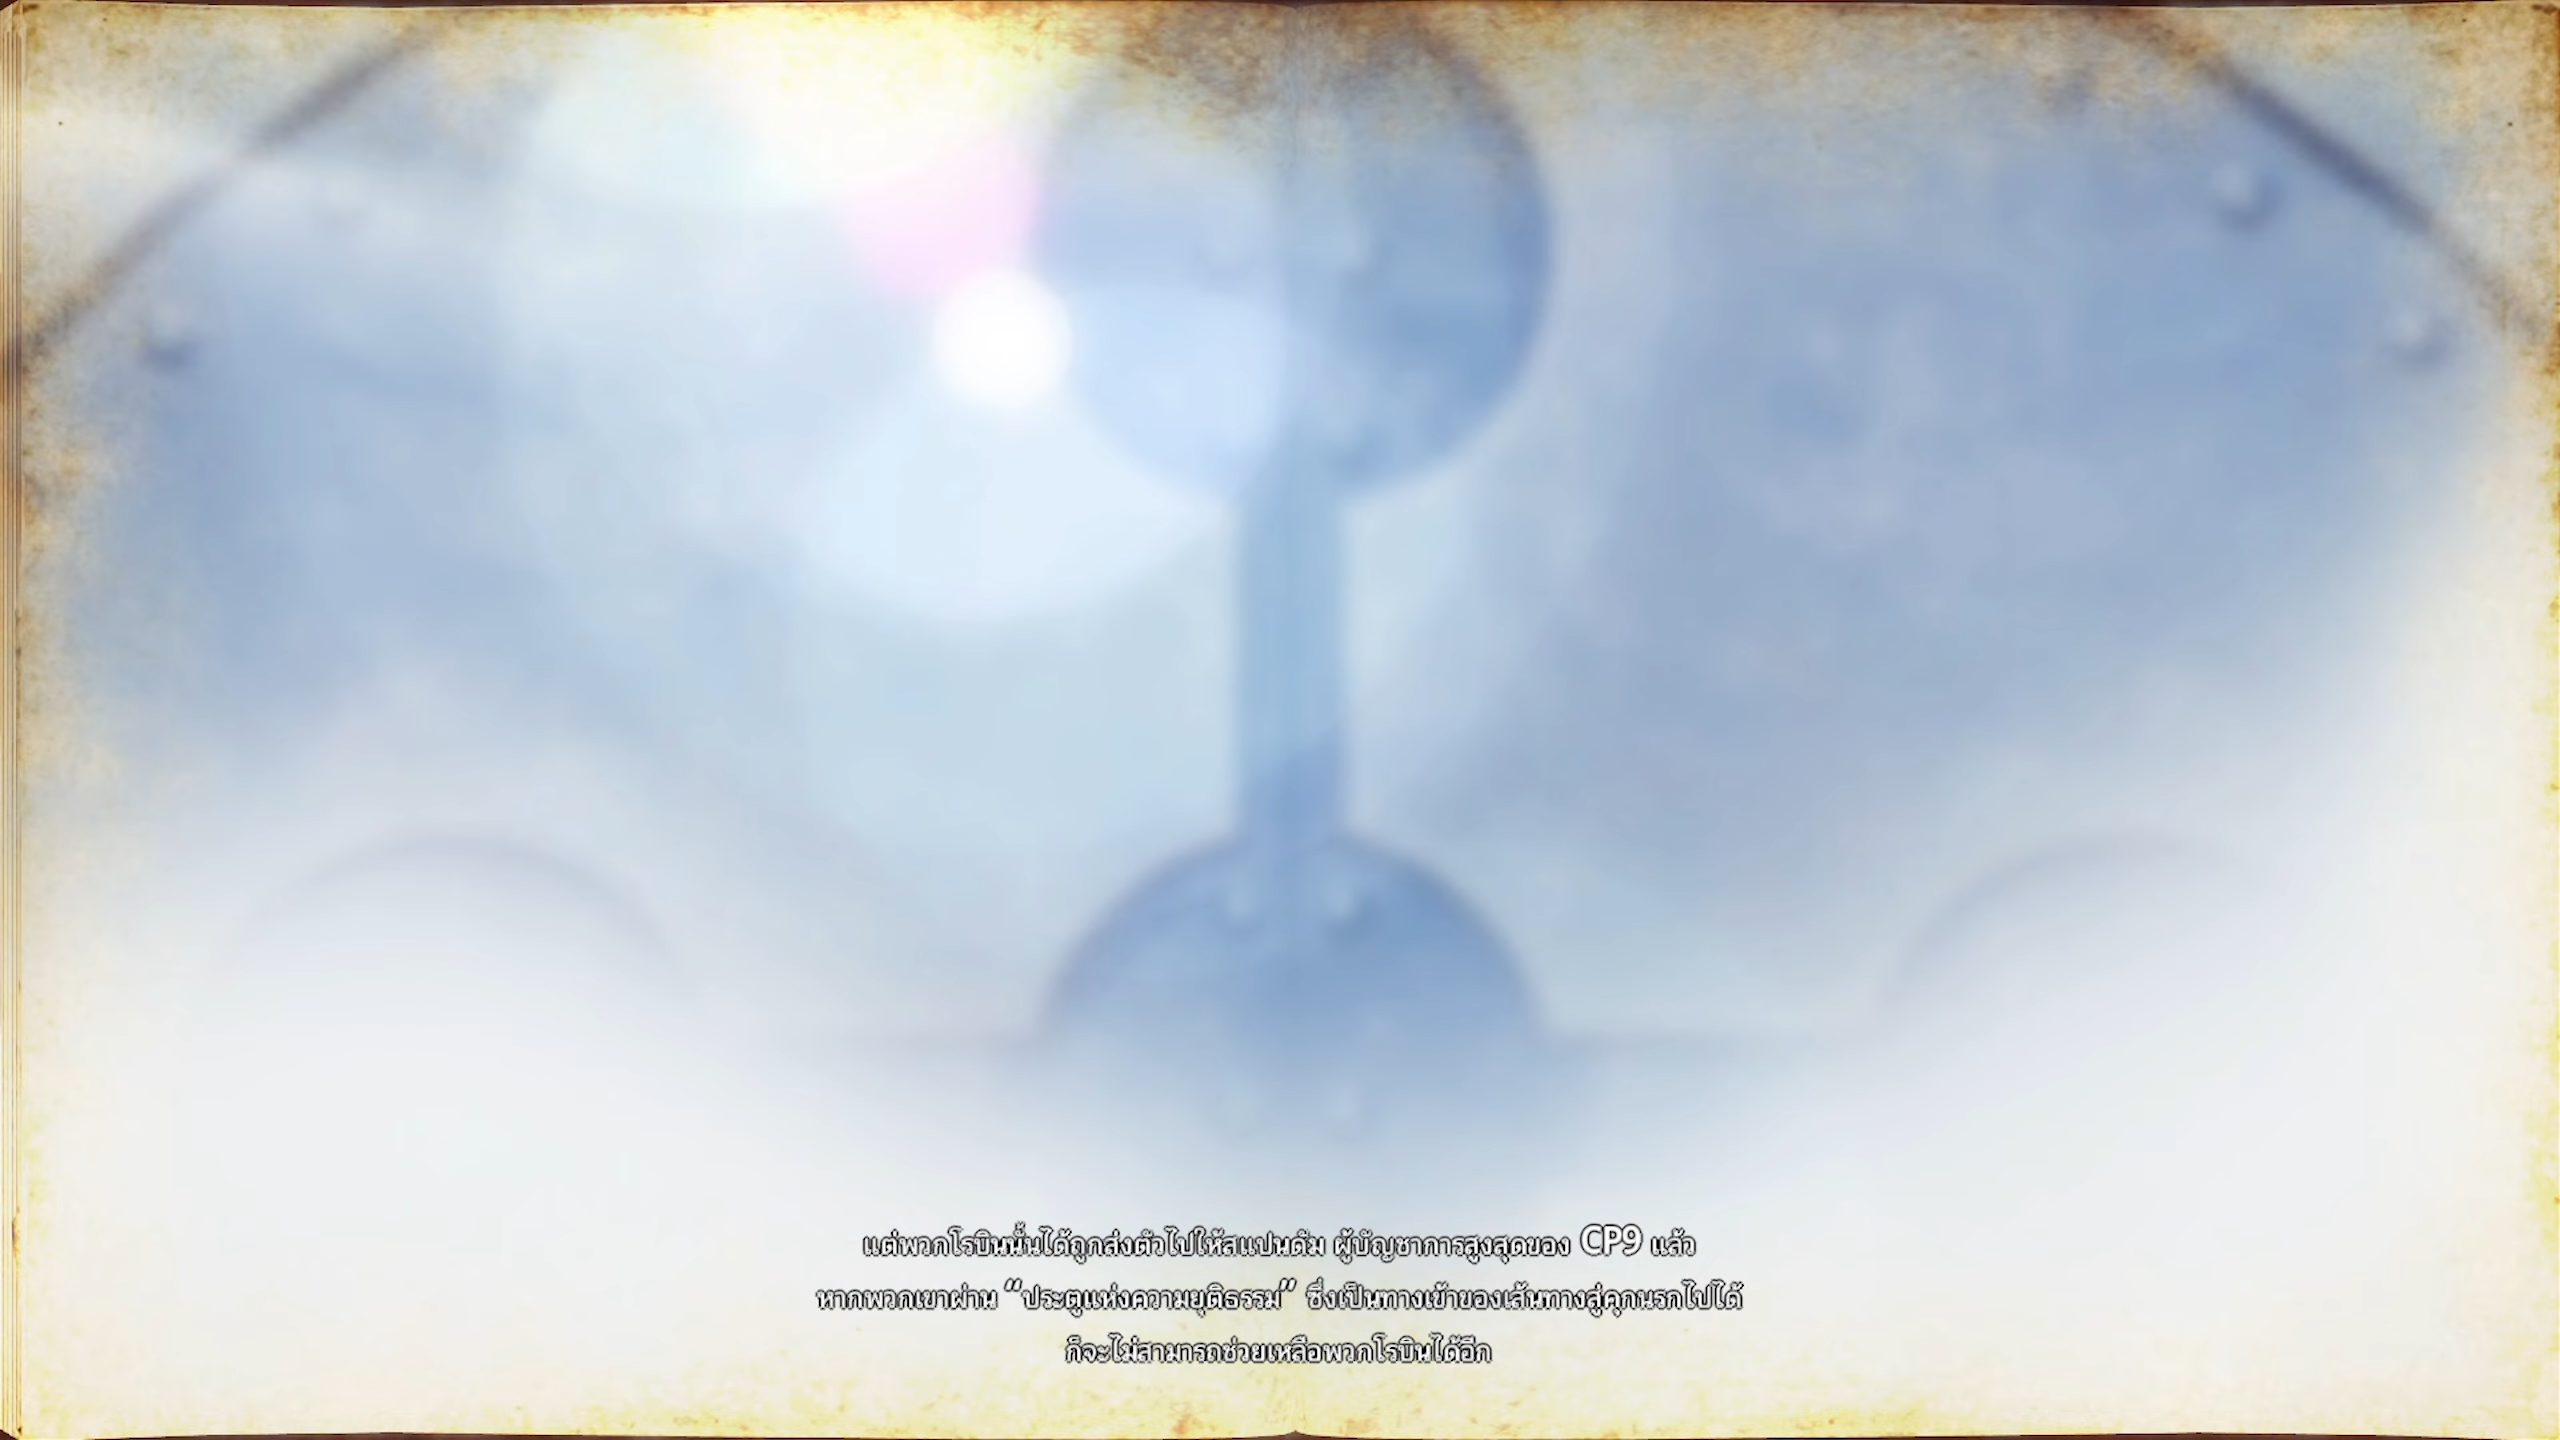 แต่พวกโรบินนั้นได้ถูกส่งตัวไปให้สแปนดัม ผู้บัญชาการสูงสุดของ CP9 แล้ว
หากพวกเขาผ่าน “ประตูแห่งความยุติธรรม” ซึ่งเป็นทางเข้าของเส้นทางสู่คุกนรกไปได้
ก็จะไม่สามารถช่วยเหลือพวกโรบินได้อีก